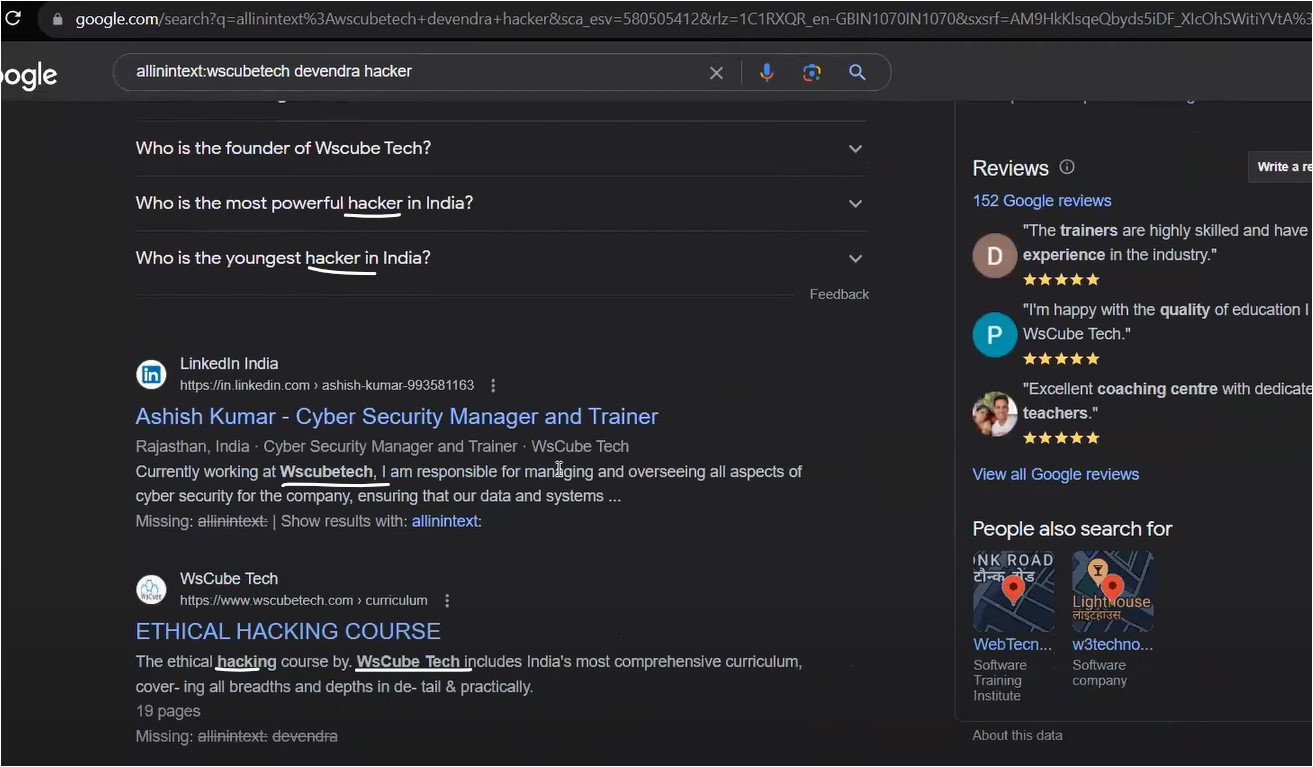 google.com/search?q=allinintext%3Awscubetech+devendra+hacker&sca_esv=580505412&rlz=1C1RXQR_en-GBIN1070IN1070&sxsrf=AM9HkKlsqeQbyds5iDF_XIcOhSWitiYVtA%3
ogle
allinintext:wscubetech devendra hacker
Who is the founder of Wscube Tech?
Who is the most powerful hacker in India?
Who is the youngest hacker in India?
Feedback
LinkedIn India
https://in.linkedin.com › ashish-kumar-993581163
Ashish Kumar - Cyber Security Manager and Trainer
Rajasthan, India · Cyber Security Manager and Trainer · WsCube Tech
Currently working at Wscubetech, I am responsible for managing and overseeing all aspects of
cyber security for the company, ensuring that our data and systems ...
Missing: allinintext: | Show results with: allinintext:
WsCube Tech
https://www.wscubetech.com › curriculum
ETHICAL HACKING COURSE
The ethical hacking course by. WsCube Tech includes India's most comprehensive curriculum,
cover- ing all breadths and depths in de- tail & practically.
19 pages
Missing: allinintext: devendra
Reviews
Write a re
152 Google reviews
D
"The trainers are highly skilled and have
experience in the industry."
P
"I'm happy with the quality of education I
WsCube Tech."
"Excellent coaching centre with dedicate
teachers."
View all Google reviews
People also search for
ONK ROAD
टोंक रोड
Lighthouse
लाइटहाउस
WebTecn...
Software
Training
Institute
w3techno...
Software
company
About this data